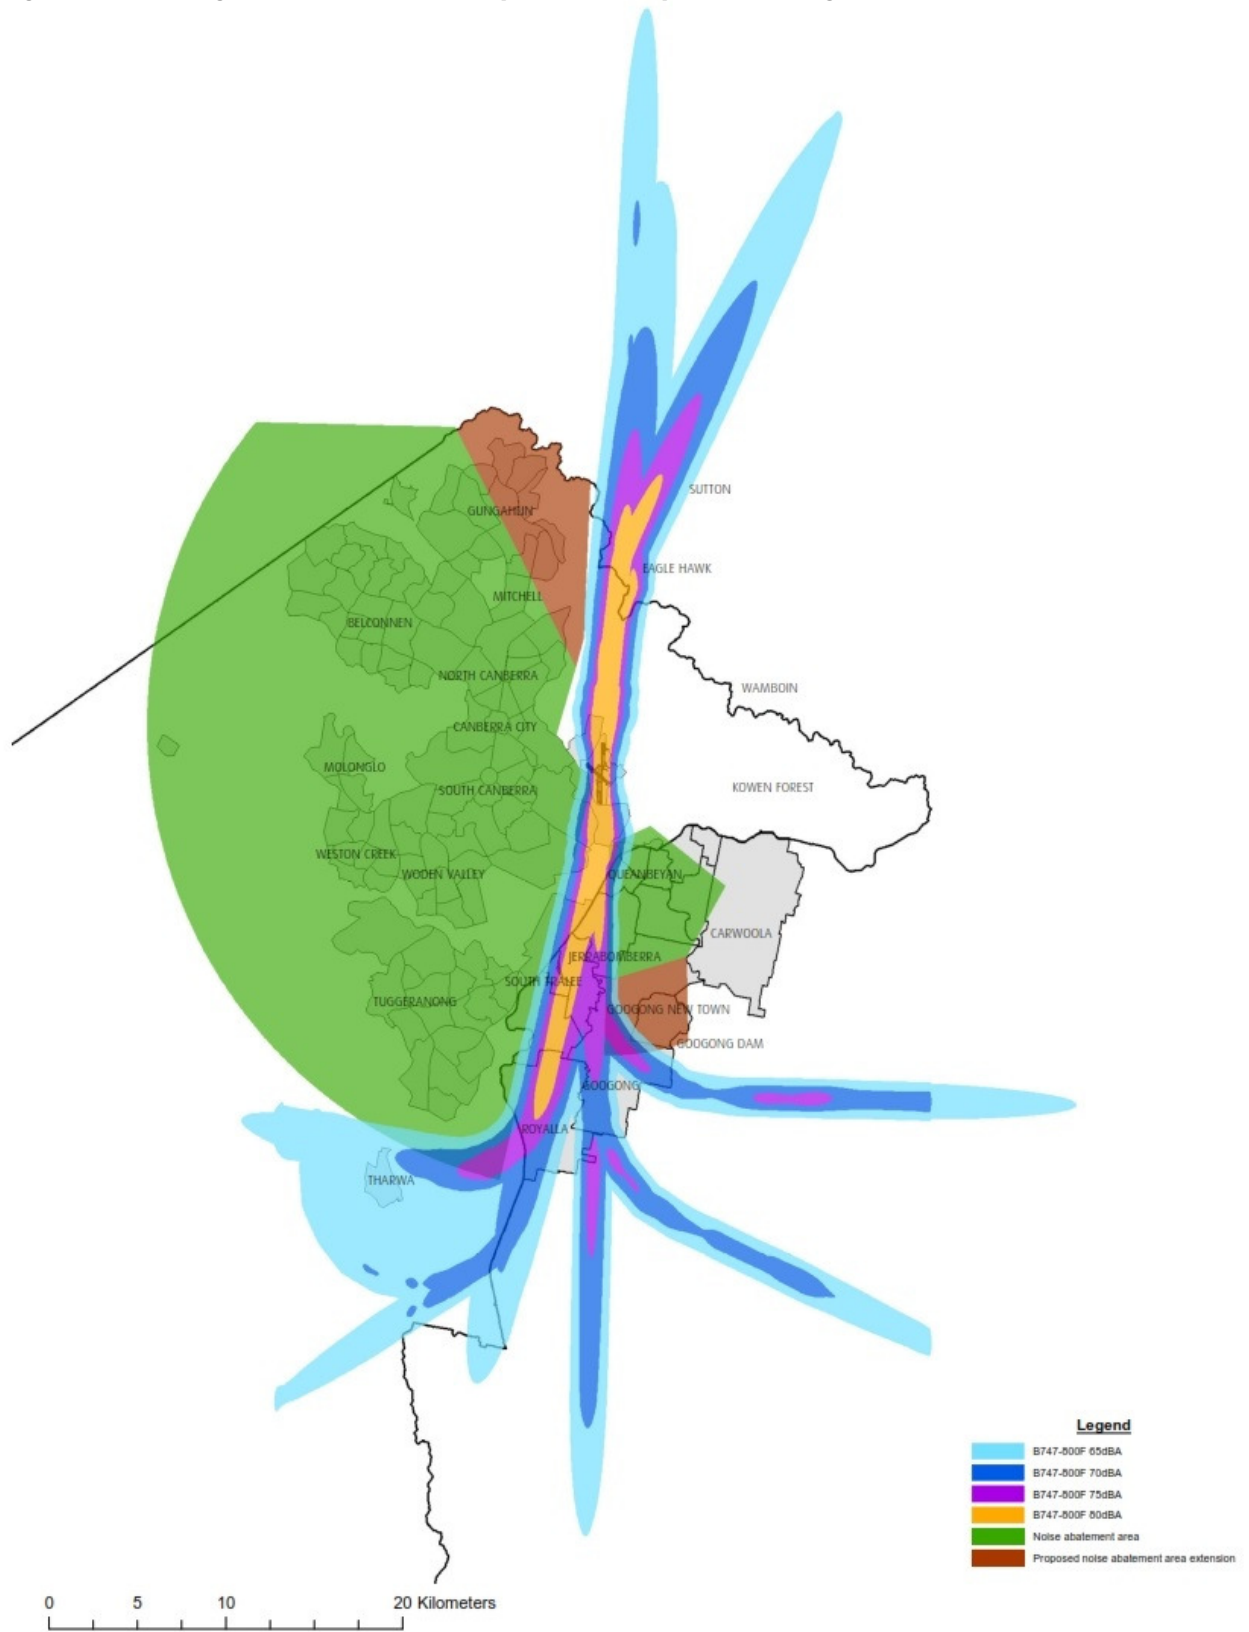 SUTTON
GUNGAHLIN
EAGLE HAWK
MITCHELL
BELCONNEN
NORTH CANBERRA
WAMBOIN
CANBERRA CITY
MOLONGLO
SOUTH CANBERRA
KOWEN FOREST
WESTON CREEK
WODEN VALLEY
QUEANBEYAN
CARWOOLA
JERRABOMBERRA
SOUTH TRALEE
TUGGERANONG
GOOGONG NEW TOWN
GOOGONG DAM
GOOGONG
ROYALLA
THARWA
Legend
B747-800F 65dBA
B747-800F 70dBA
B747-800F 75dBA
B747-800F 80dBA
Noise abatement area
Proposed noise abatement area extension
0 5 10 20 Kilometers